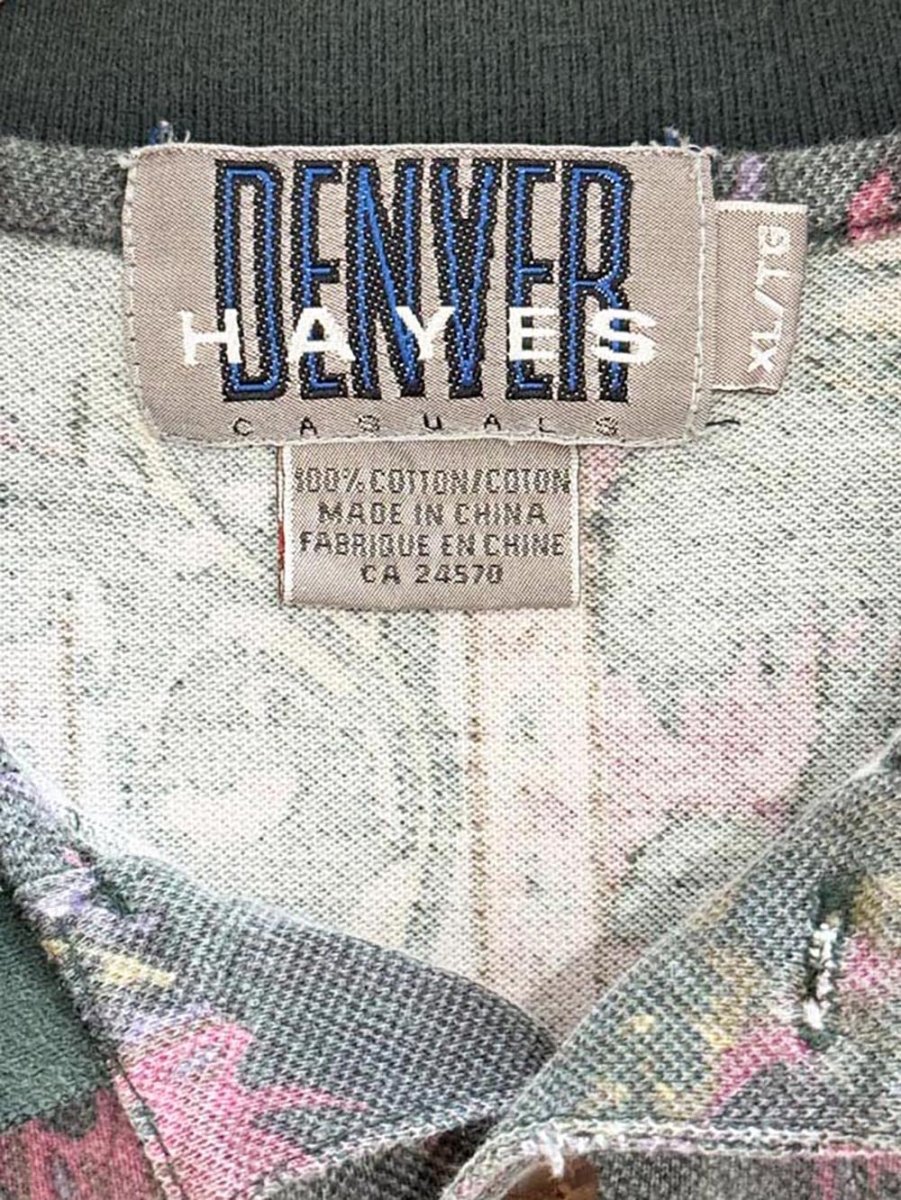 DENVER
HAYES
CASUALS
XL/TG
100% COTTON/COTON
MADE IN CHINA
FABRIQUE EN CHINE
CA 24570